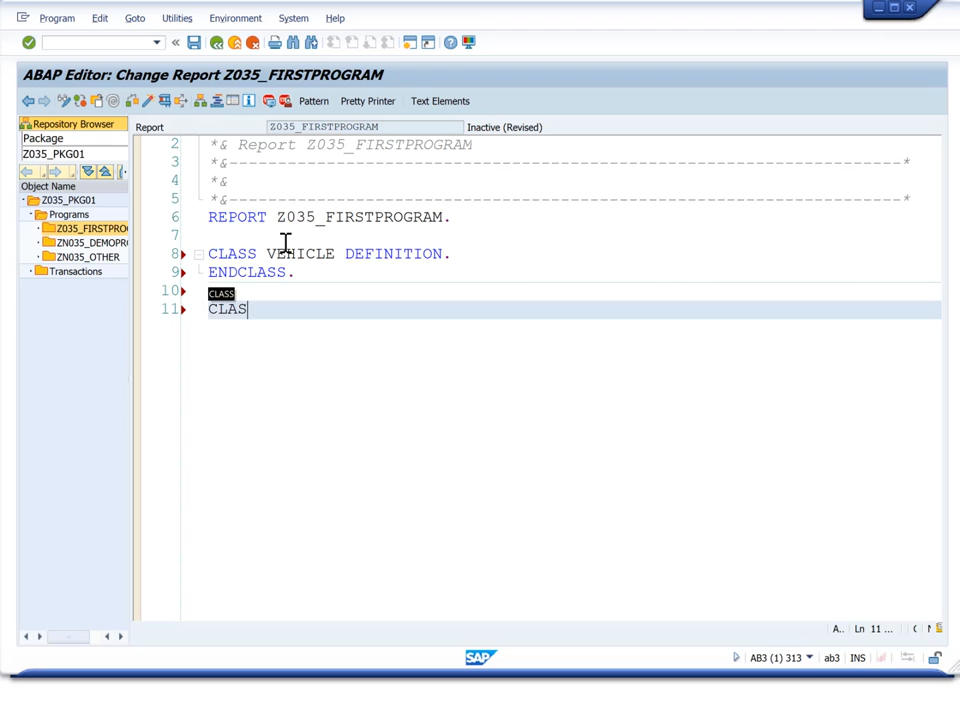 Program Edit Goto Utilities Environment System Help
ABAP Editor: Change Report Z035_FIRSTPROGRAM
Pattern Pretty Printer Text Elements
Repository Browser
Package
Z035_PKG01
Object Name
Z035_PKG01
Programs
Z035_FIRSTPRO
ZN035_DEMOPR
ZN035_OTHER
Transactions
Report Z035_FIRSTPROGRAM Inactive (Revised)
2 *& Report Z035_FIRSTPROGRAM
3 *&---------------------------------------------------------------------*
4 *&
5 *&---------------------------------------------------------------------*
6 REPORT Z035_FIRSTPROGRAM.
7
8 CLASS VEHICLE DEFINITION.
9 ENDCLASS.
10 CLASS
11 CLAS
A.. Ln 11 ...
SAP
AB3 (1) 313 ab3 INS